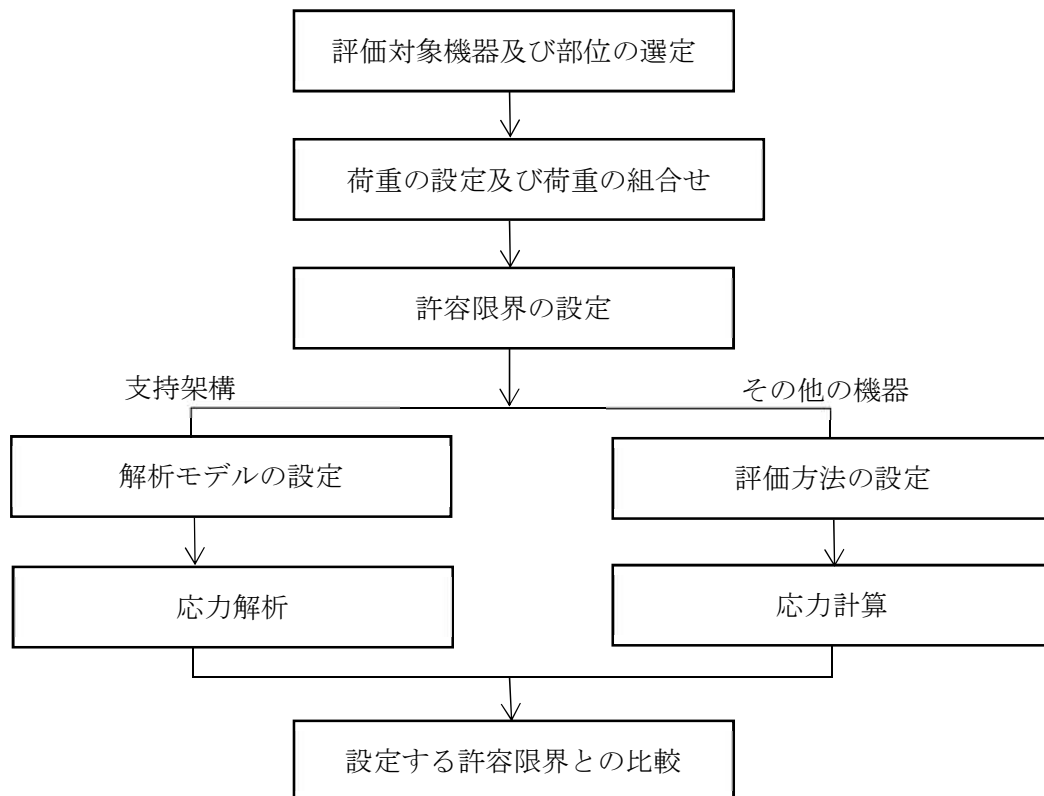 評価対象機器及び部位の選定
荷重の設定及び荷重の組合せ
許容限界の設定
支持架構
その他の機器
解析モデルの設定
評価方法の設定
応力解析
応力計算
設定する許容限界との比較